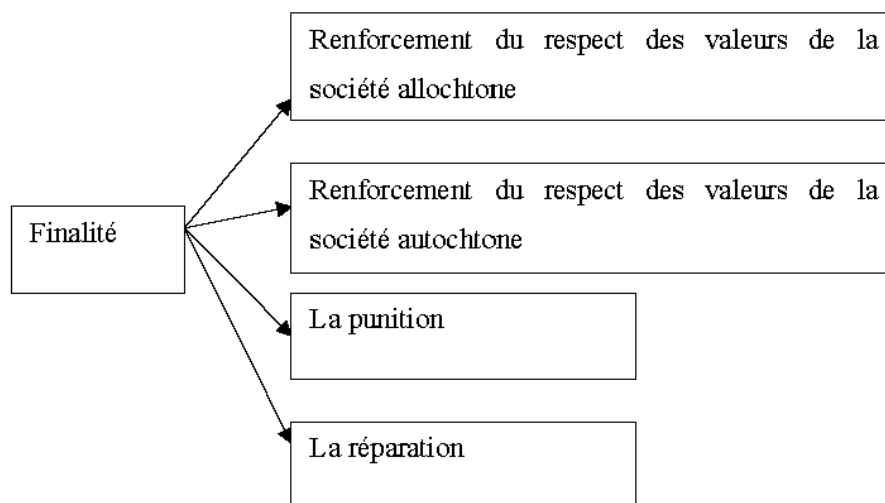 Renforcement du respect des valeurs de la
société allochtone
Renforcement du respect des valeurs de la
société autochtone
Finalité
La punition
La réparation